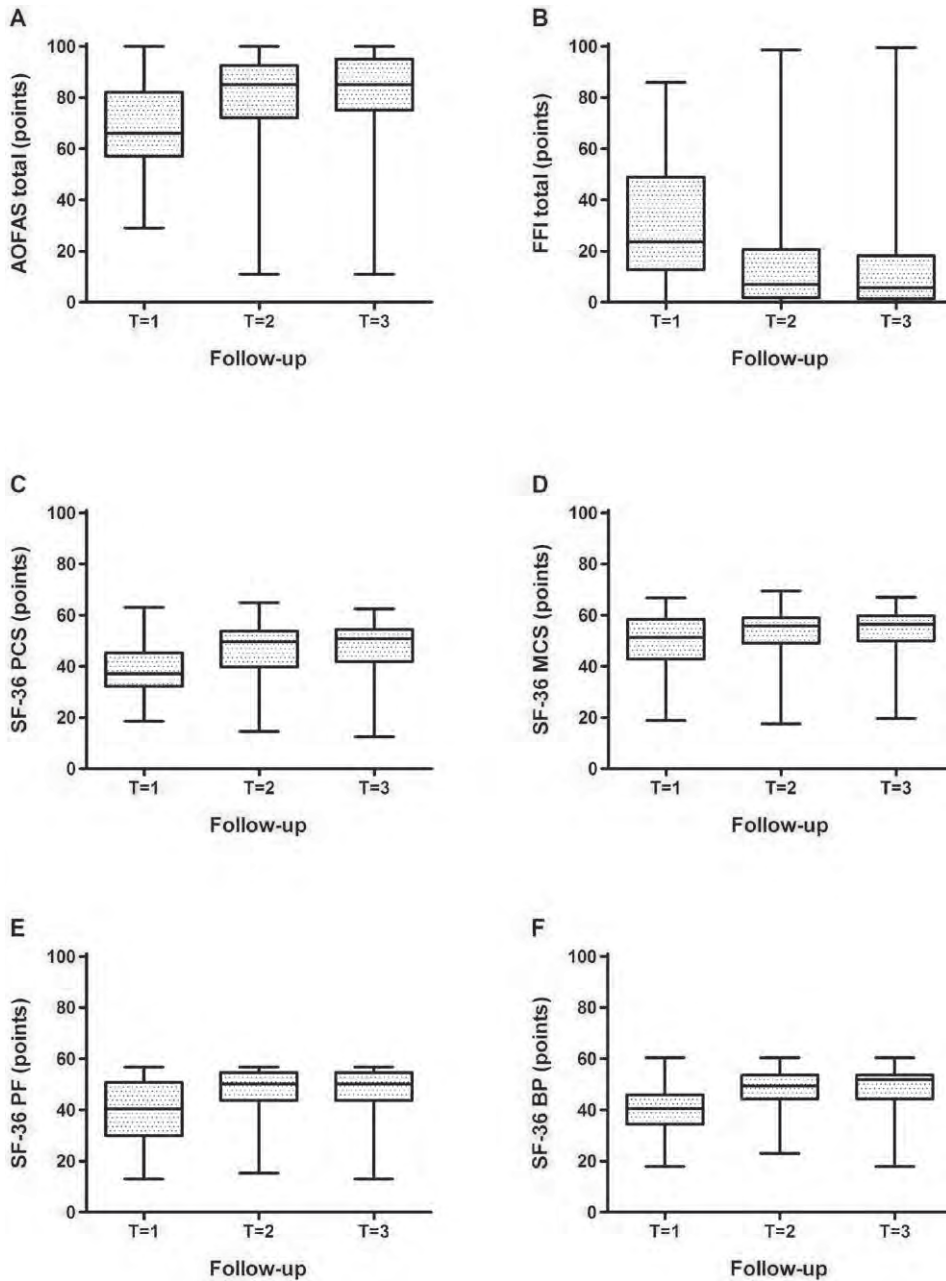 A
AOFAS total (points)
100
80
60
40
20
0
T=1 T=2 T=3
Follow-up
B
FFI total (points)
100
80
60
40
20
0
T=1 T=2 T=3
Follow-up
C
SF-36 PCS (points)
100
80
60
40
20
0
T=1 T=2 T=3
Follow-up
D
SF-36 MCS (points)
100
80
60
40
20
0
T=1 T=2 T=3
Follow-up
E
SF-36 PF (points)
100
80
60
40
20
0
T=1 T=2 T=3
Follow-up
F
SF-36 BP (points)
100
80
60
40
20
0
T=1 T=2 T=3
Follow-up